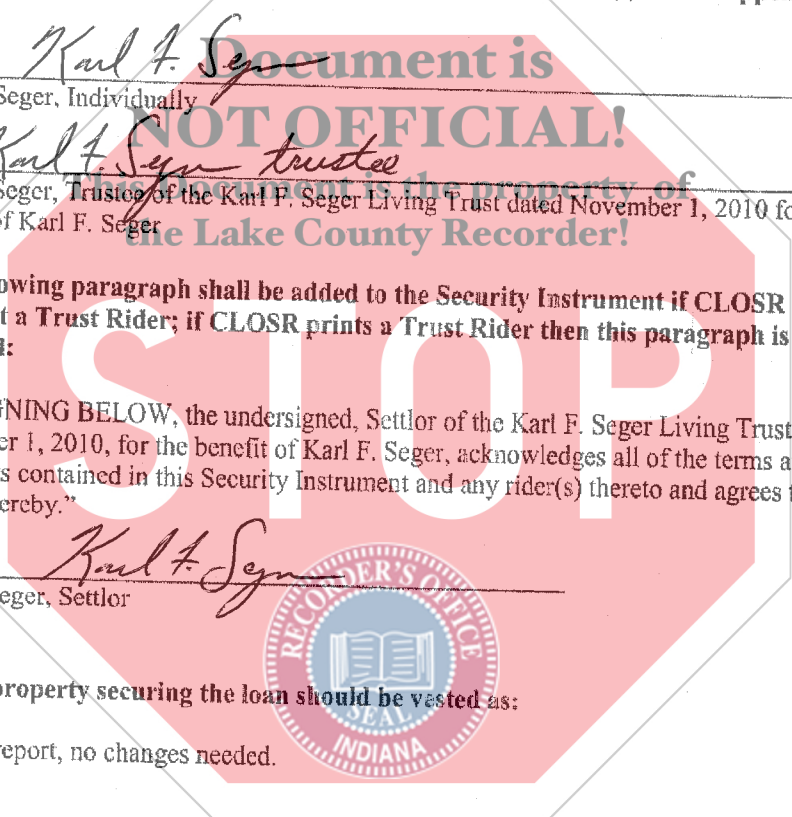 Karl F. Seger
Document is
Seger, Individually
NOT OFFICIAL!
Karl F. Seger trustee
This Document is the property of
Seger, Trustee of the Karl F. Seger Living Trust dated November 1, 2010 fo
of Karl F. Seger
the Lake County Recorder!
owing paragraph shall be added to the Security Instrument if CLOSR
t a Trust Rider; if CLOSR prints a Trust Rider then this paragraph is
d:
STOP
GNING BELOW, the undersigned, Settlor of the Karl F. Seger Living Trust
er 1, 2010, for the benefit of Karl F. Seger, acknowledges all of the terms a
s contained in this Security Instrument and any rider(s) thereto and agrees t
ereby.”
Karl F. Seger
eger, Settlor
RECORDER'S OFFICE
SEAL
INDIANA
property securing the loan should be vested as:
report, no changes needed.